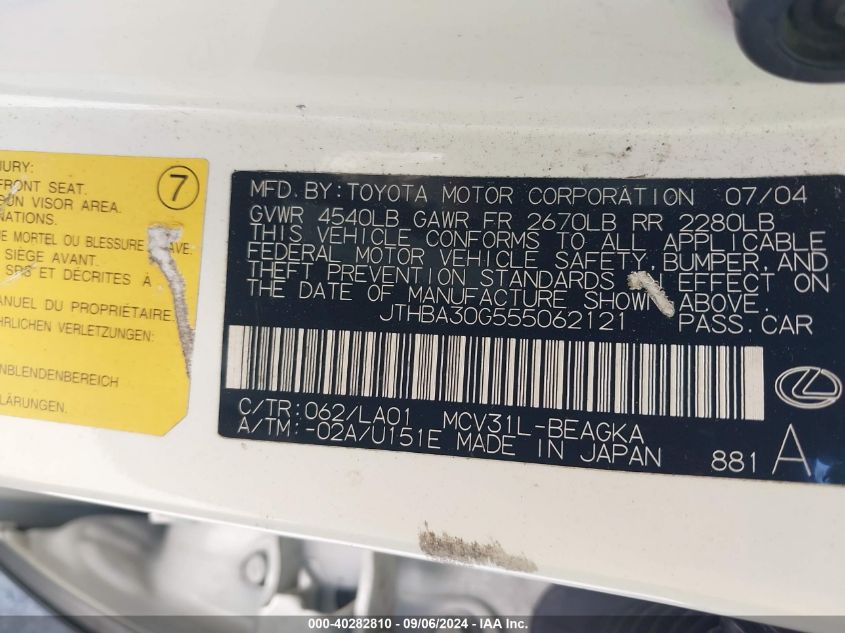 JURY:
FRONT SEAT.
SUN VISOR AREA.
NATIONS.
7
E MORTEL OU BLESSURE
AVE.
SIÈGE AVANT.
SPS ET DÉCRITES À
ANUEL DU PROPRIÉTAIRE.
HRLICHEN VERLETZUNGEN.
NBLENDENBEREICH
LÄRUNGEN.
MFD. BY: TOYOTA MOTOR CORPORATION 07/04
GVWR 4540LB GAWR FR 2670LB RR 2280LB
THIS VEHICLE CONFORMS TO ALL APPLICABLE
FEDERAL MOTOR VEHICLE SAFETY, BUMPER, AND
THEFT PREVENTION STANDARDS IN EFFECT ON
THE DATE OF MANUFACTURE SHOWN ABOVE.
JTHBA30G555062121 PASS.CAR
C/TR: 062/LA01 MCV31L-BEAGKA
A/TM: -02A/U151E MADE IN JAPAN
881 A
000-40282810 - 09/06/2024 - IAA Inc.